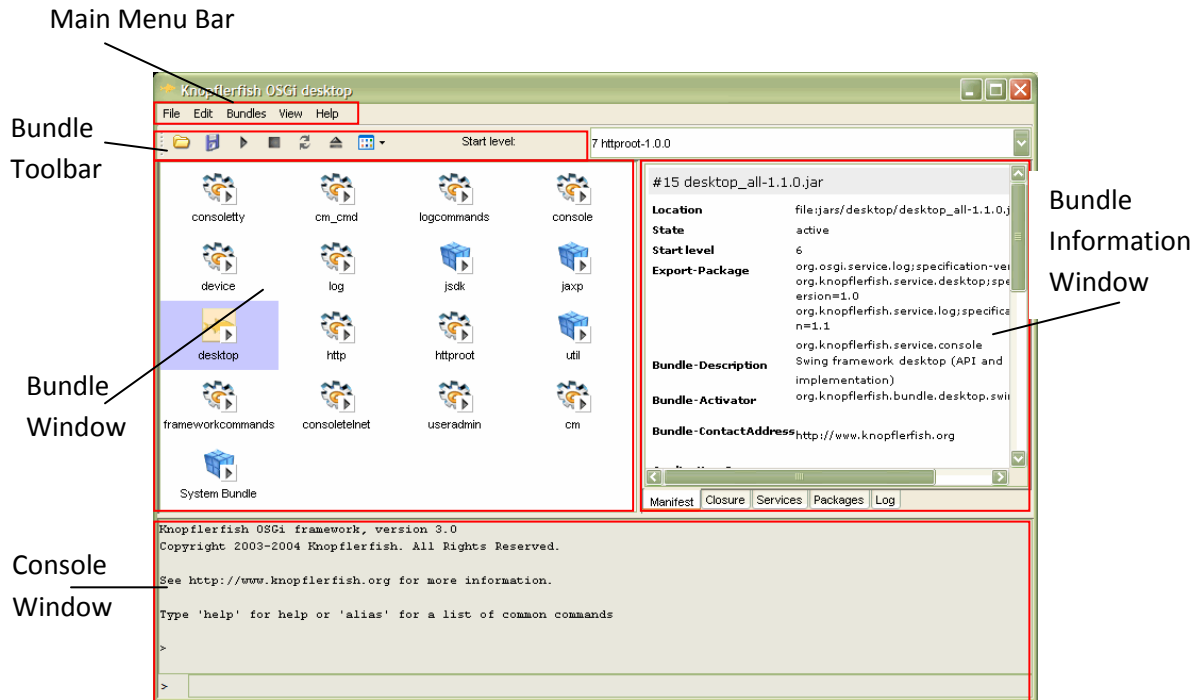 Main Menu Bar
Knopflerfish OSGi desktop
File Edit Bundles View Help
Bundle
Toolbar
Start level:
7 httproot-1.0.0
consoletty
cm_cmd
logcommands
console
device
log
jsdk
jaxp
desktop
http
httproot
util
frameworkcommands
consoletelnet
useradmin
cm
System Bundle
Bundle
Window
#15 desktop_all-1.1.0.jar
Location file:jars/desktop/desktop_all-1.1.0.j
State active
Start level 6
Export-Package org.osgi.service.log;specification-ver
org.knopflerfish.service.desktop;spe
ersion=1.0
org.knopflerfish.service.log;specifica
n=1.1
org.knopflerfish.service.console
Bundle-Description Swing framework desktop (API and
implementation)
Bundle-Activator org.knopflerfish.bundle.desktop.swi
Bundle-ContactAddress http://www.knopflerfish.org
Manifest Closure Services Packages Log
Bundle
Information
Window
Console
Window
Knopflerfish OSGi framework, version 3.0
Copyright 2003-2004 Knopflerfish. All Rights Reserved.
See http://www.knopflerfish.org for more information.
Type 'help' for help or 'alias' for a list of common commands
>
>